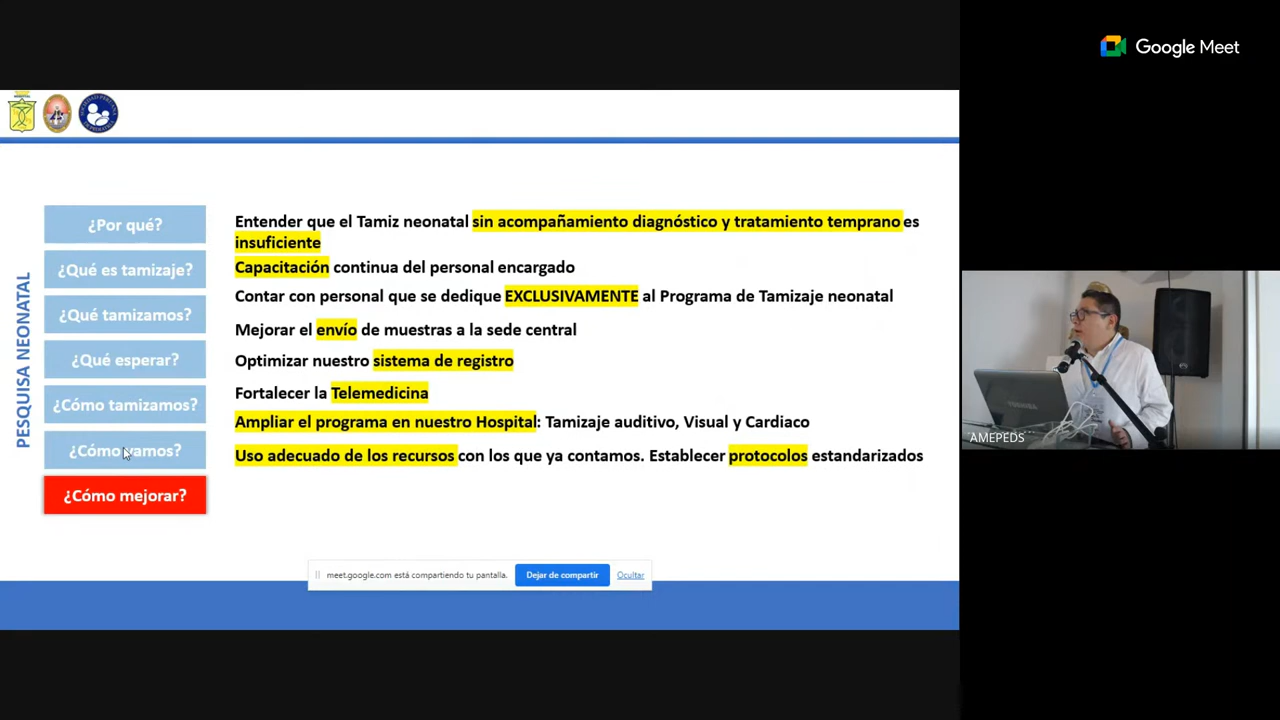 Google Meet
PESQUISA NEONATAL
¿Por qué?
¿Qué es tamizaje?
¿Qué tamizamos?
¿Qué esperar?
¿Cómo tamizamos?
¿Cómo vamos?
¿Cómo mejorar?
Entender que el Tamiz neonatal sin acompañamiento diagnóstico y tratamiento temprano es
insuficiente
Capacitación continua del personal encargado
Contar con personal que se dedique EXCLUSIVAMENTE al Programa de Tamizaje neonatal
Mejorar el envío de muestras a la sede central
Optimizar nuestro sistema de registro
Fortalecer la Telemedicina
Ampliar el programa en nuestro Hospital: Tamizaje auditivo, Visual y Cardiaco
Uso adecuado de los recursos con los que ya contamos. Establecer protocolos estandarizados
meet.google.com está compartiendo tu pantalla.
Dejar de compartir
Ocultar
TOSHIBA
AMEPEDS